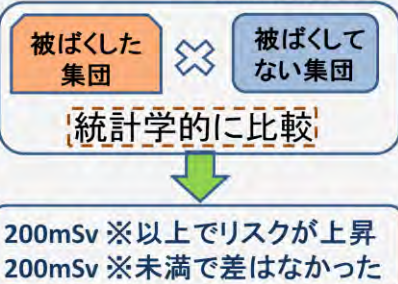 被ばくした
集団
被ばくして
ない集団
統計学的に比較
200mSv ※以上でリスクが上昇
200mSv ※未満で差はなかった